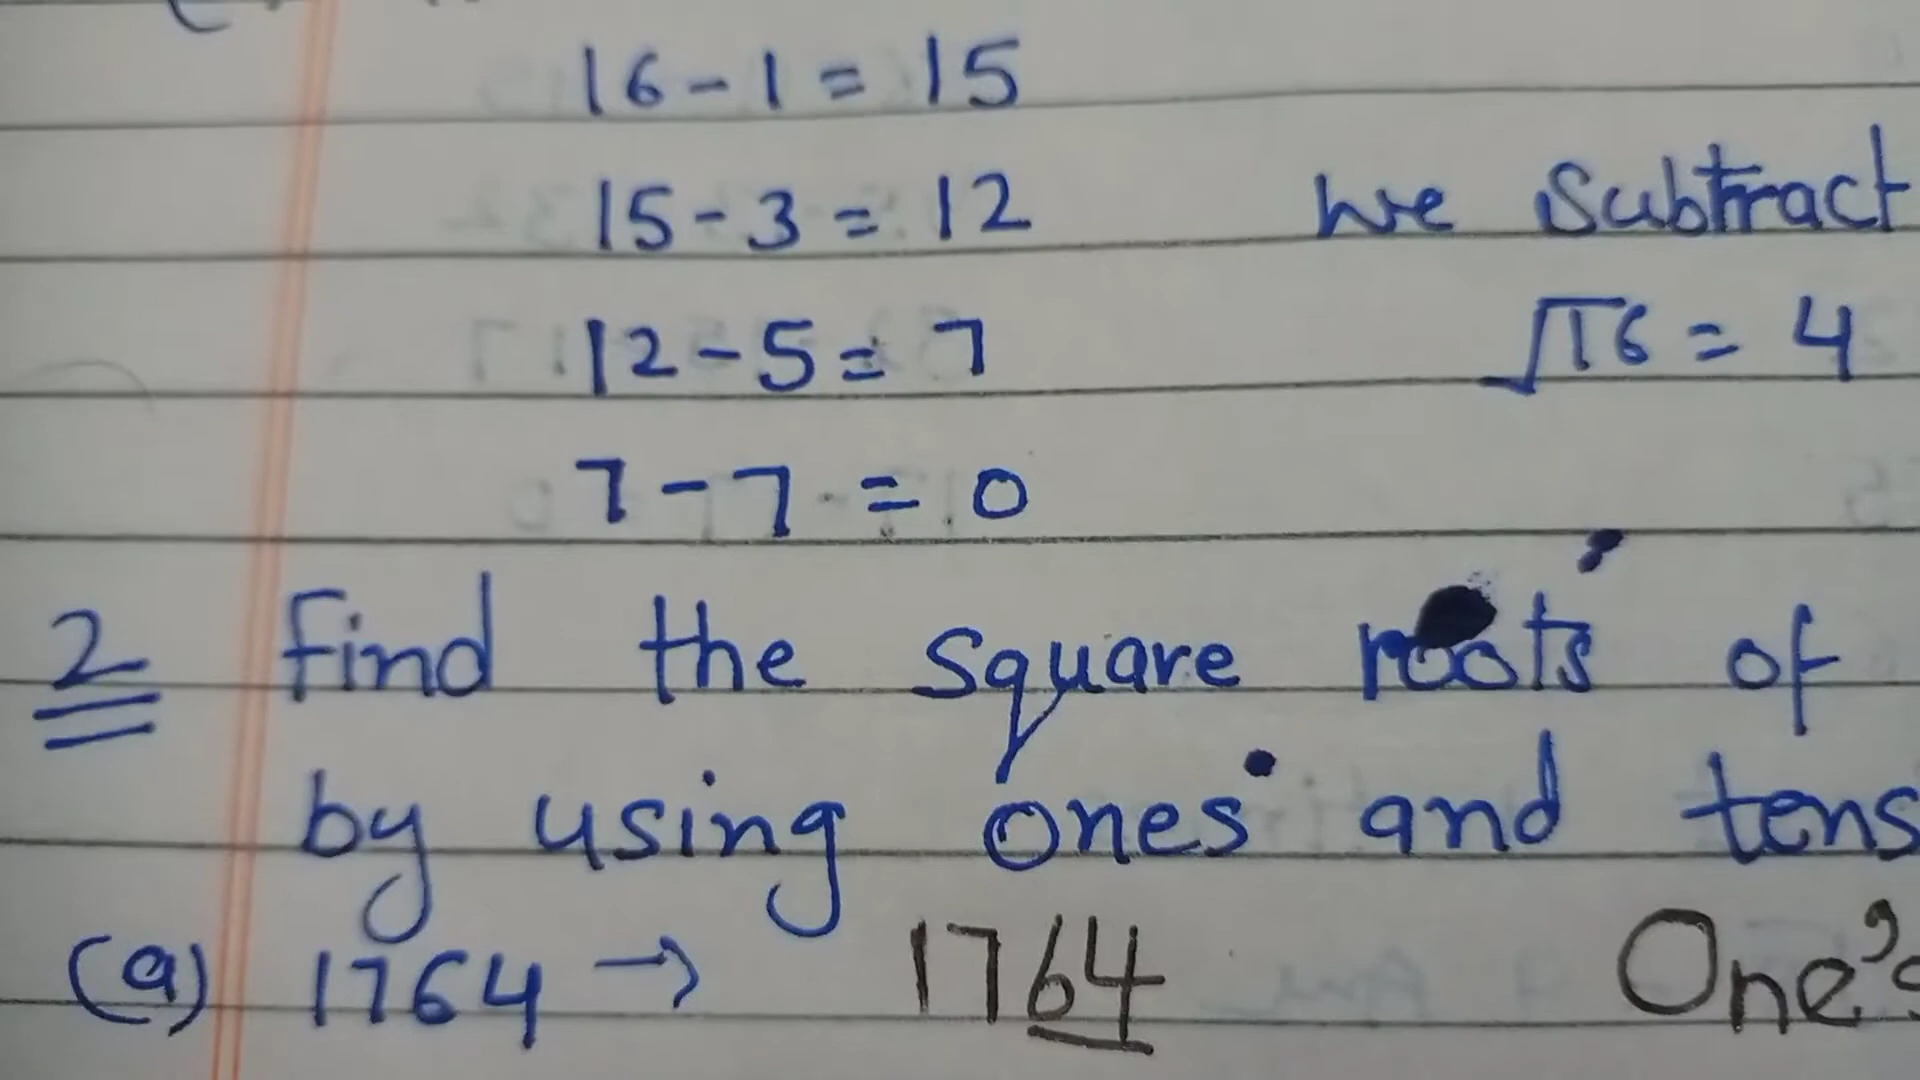 16 - 1 = 15
15 - 3 = 12 we subtract
12 - 5 = 7 √16 = 4
7 - 7 = 0
2 Find the square roots of
by using ones and tens
(a) 1764 → 1764 One's